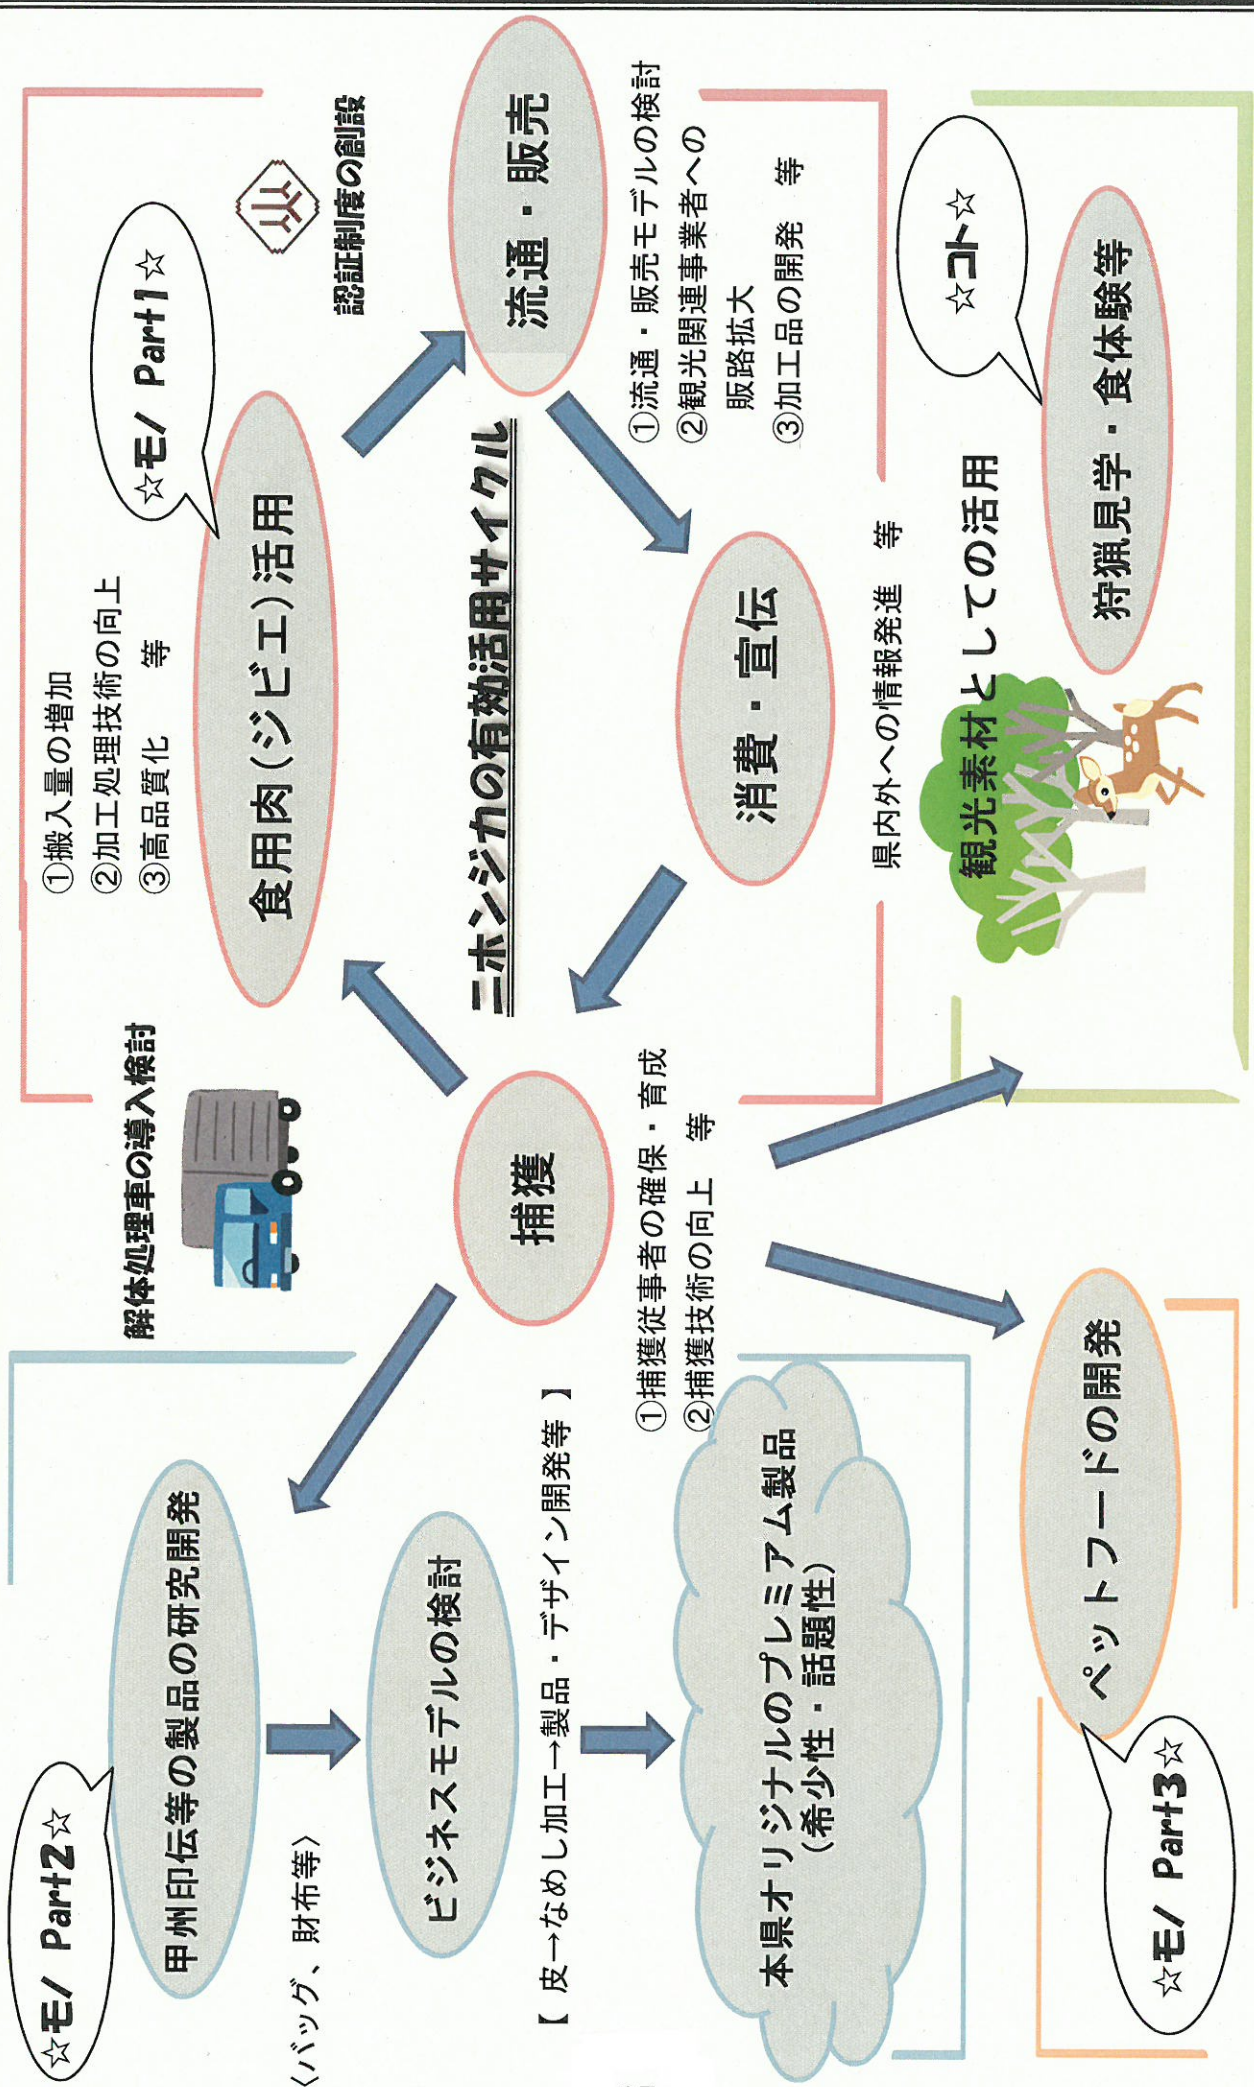 ☆モノ Part2☆
甲州印伝等の製品の研究開発
〈バッグ、財布等〉
ビジネスモデルの検討
【 皮→なめし加工→製品・デザイン開発等 】
本県オリジナルのプレミアム製品
(希少性・話題性)
☆モノ Part3☆
ペットフードの開発
解体処理車の導入検討
捕獲
①捕獲従事者の確保・育成
②捕獲技術の向上 等
ニホンジカの有効活用サイクル
①搬入量の増加
②加工処理技術の向上
③高品質化 等
☆モノ Part1☆
食用肉(ジビエ)活用
認証制度の創設
流通・販売
①流通・販売モデルの検討
②観光関連事業者への
販路拡大
③加工品の開発 等
消費・宣伝
県内外への情報発進 等
観光素材としての活用
☆コト☆
狩猟見学・食体験等